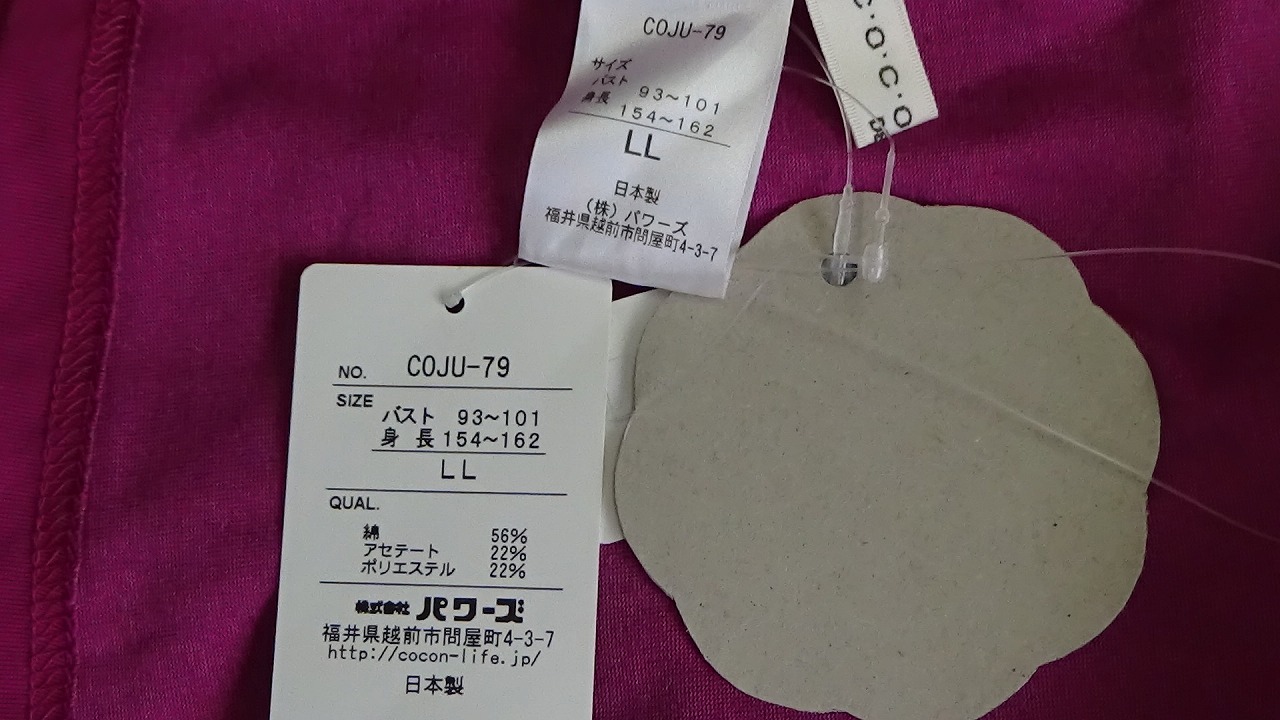 COJU-79
サイズ
バスト 93~101
身長 154~162
LL
日本製
(株)パワーズ
福井県越前市問屋町4-3-7
C.O.C.O
NO. COJU-79
SIZE バスト 93~101
身長 154~162
LL
QUAL.
綿 56%
アセテート 22%
ポリエステル 22%
株式会社 パワーズ
福井県越前市問屋町4-3-7
http://cocon-life.jp/
日本製